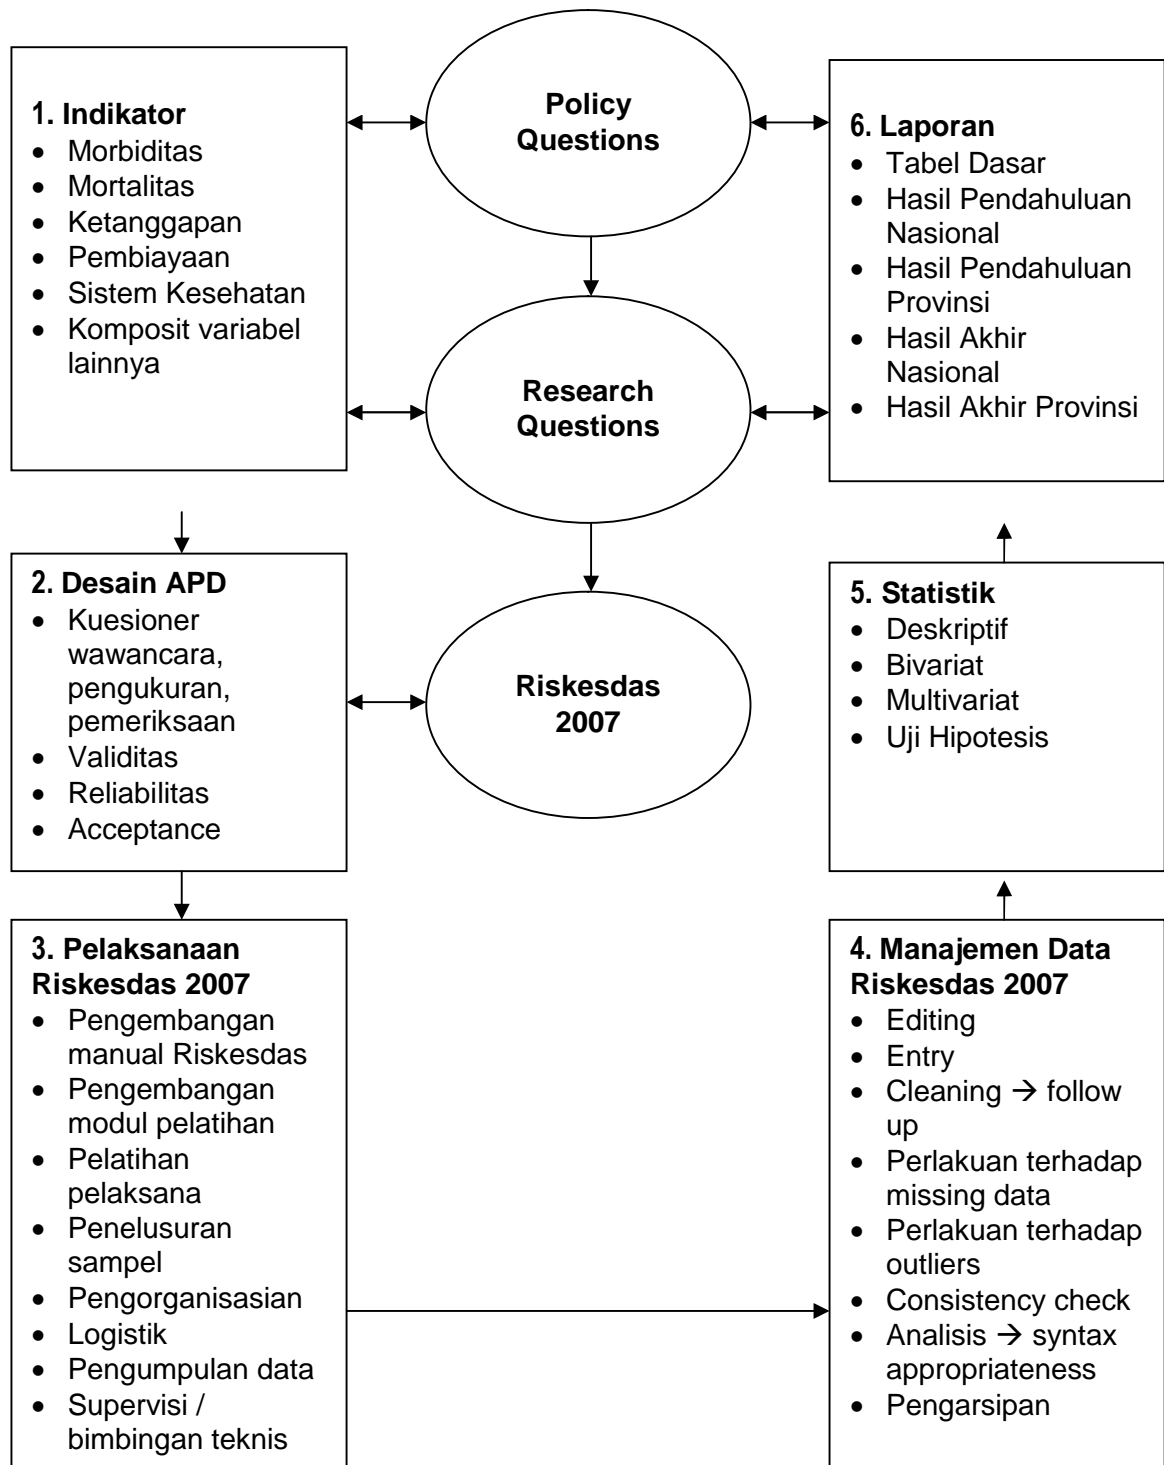 Policy
Questions
1. Indikator
• Morbiditas
• Mortalitas
• Ketanggapan
• Pembiayaan
• Sistem Kesehatan
• Komposit variabel
lainnya
6. Laporan
• Tabel Dasar
• Hasil Pendahuluan
Nasional
• Hasil Pendahuluan
Provinsi
• Hasil Akhir
Nasional
• Hasil Akhir Provinsi
Research
Questions
2. Desain APD
• Kuesioner
wawancara,
pengukuran,
pemeriksaan
• Validitas
• Reliabilitas
• Acceptance
Riskesdas
2007
5. Statistik
• Deskriptif
• Bivariat
• Multivariat
• Uji Hipotesis
3. Pelaksanaan
Riskesdas 2007
• Pengembangan
manual Riskesdas
• Pengembangan
modul pelatihan
• Pelatihan
pelaksana
• Penelusuran
sampel
• Pengorganisasian
• Logistik
• Pengumpulan data
• Supervisi /
bimbingan teknis
4. Manajemen Data
Riskesdas 2007
• Editing
• Entry
• Cleaning → follow
up
• Perlakuan terhadap
missing data
• Perlakuan terhadap
outliers
• Consistency check
• Analisis → syntax
appropriateness
• Pengarsipan